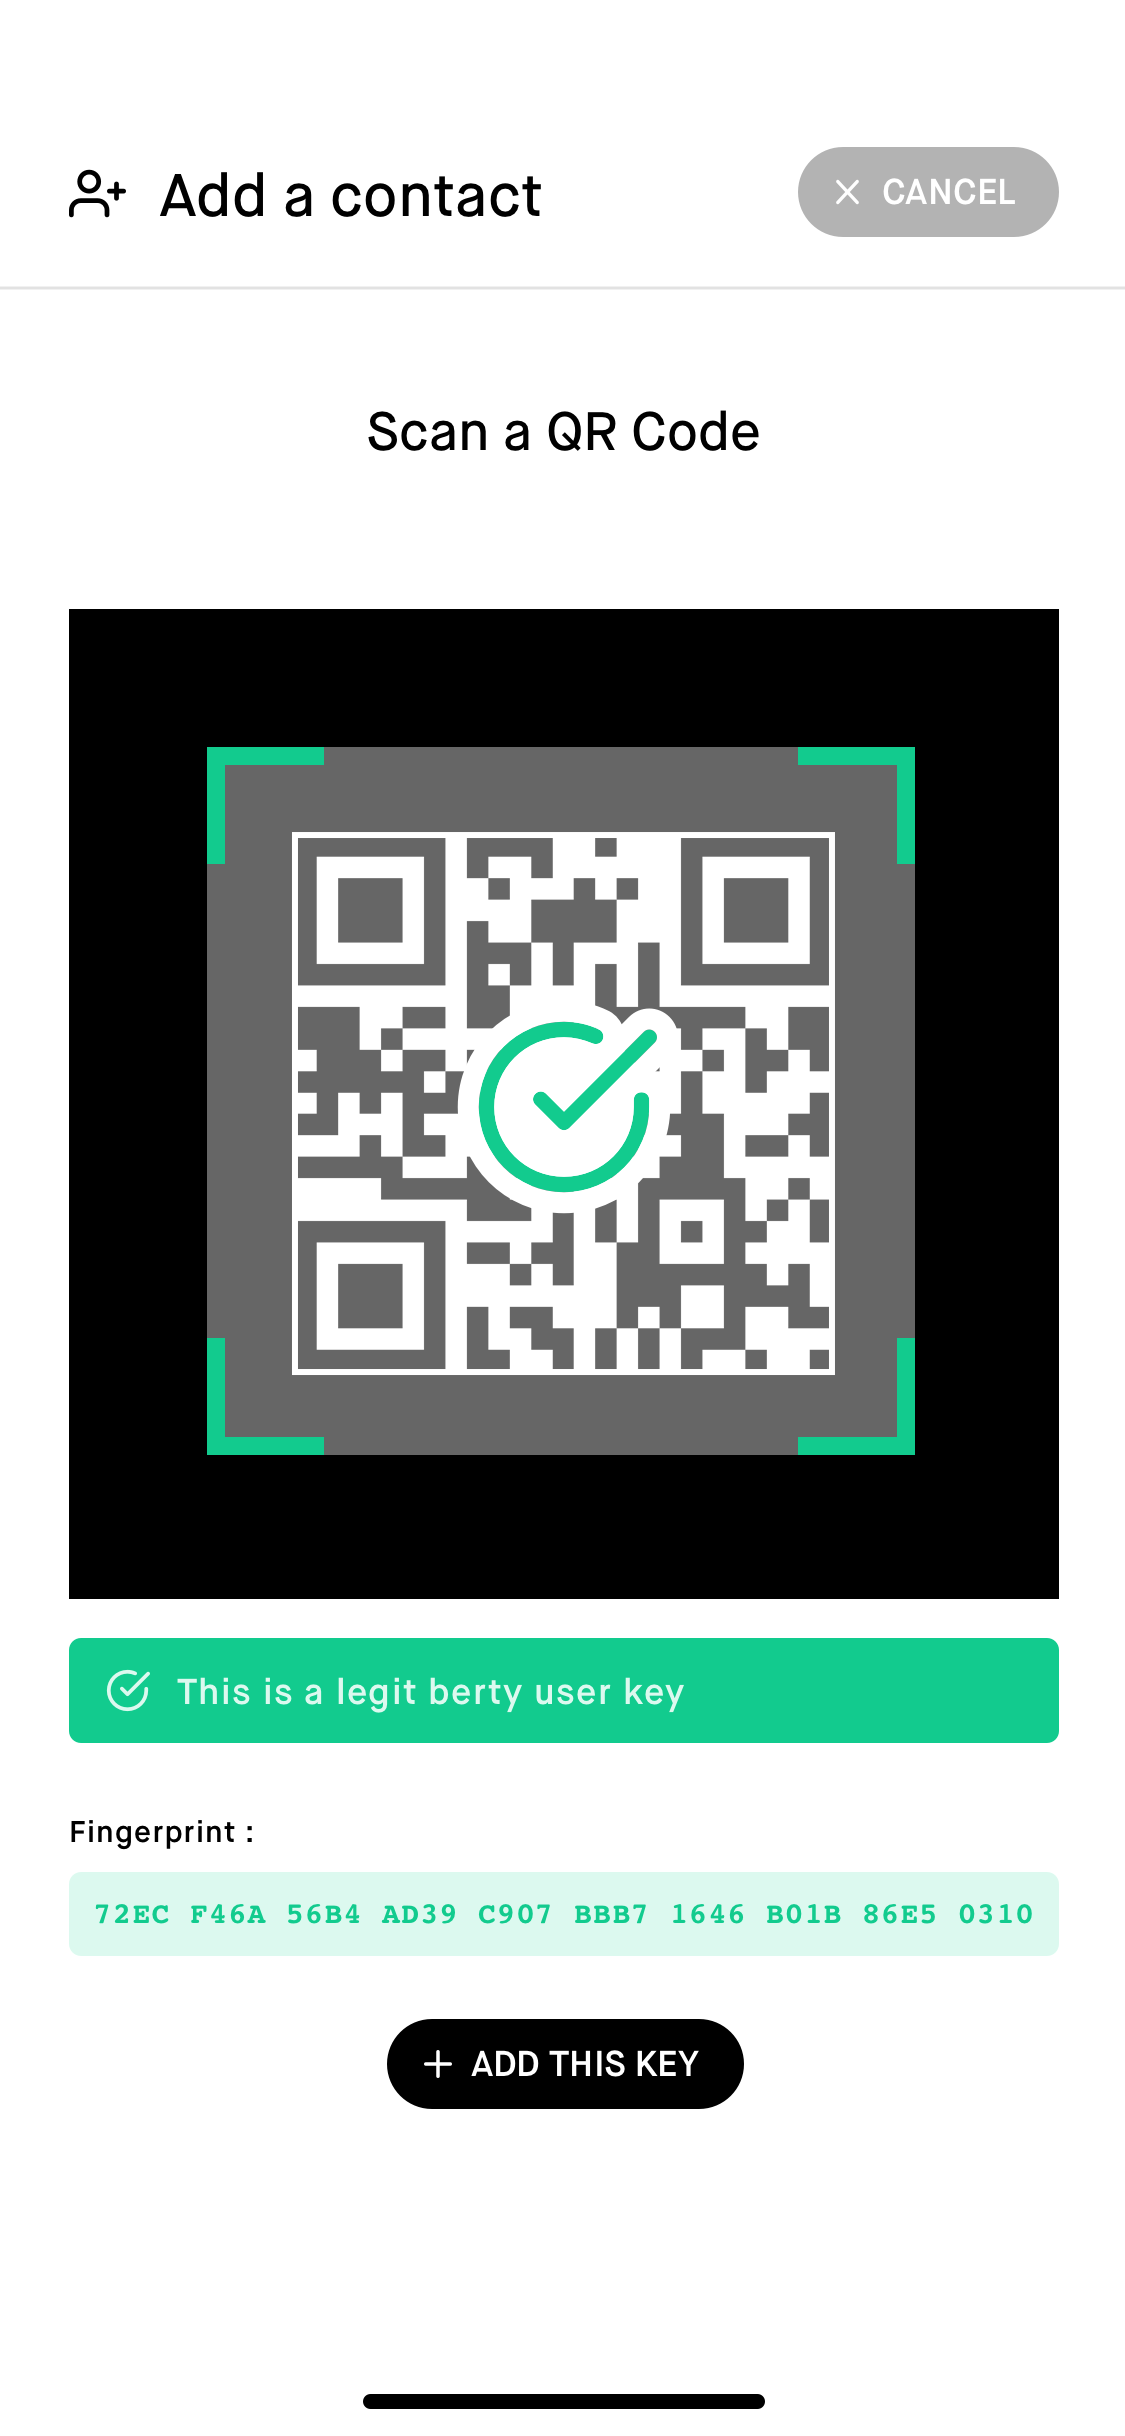 Add a contact
CANCEL
Scan a QR Code
This is a legit berty user key
Fingerprint :
72EC F46A 56B4 AD39 C907 BBB7 1646 B01B 86E5 0310
ADD THIS KEY